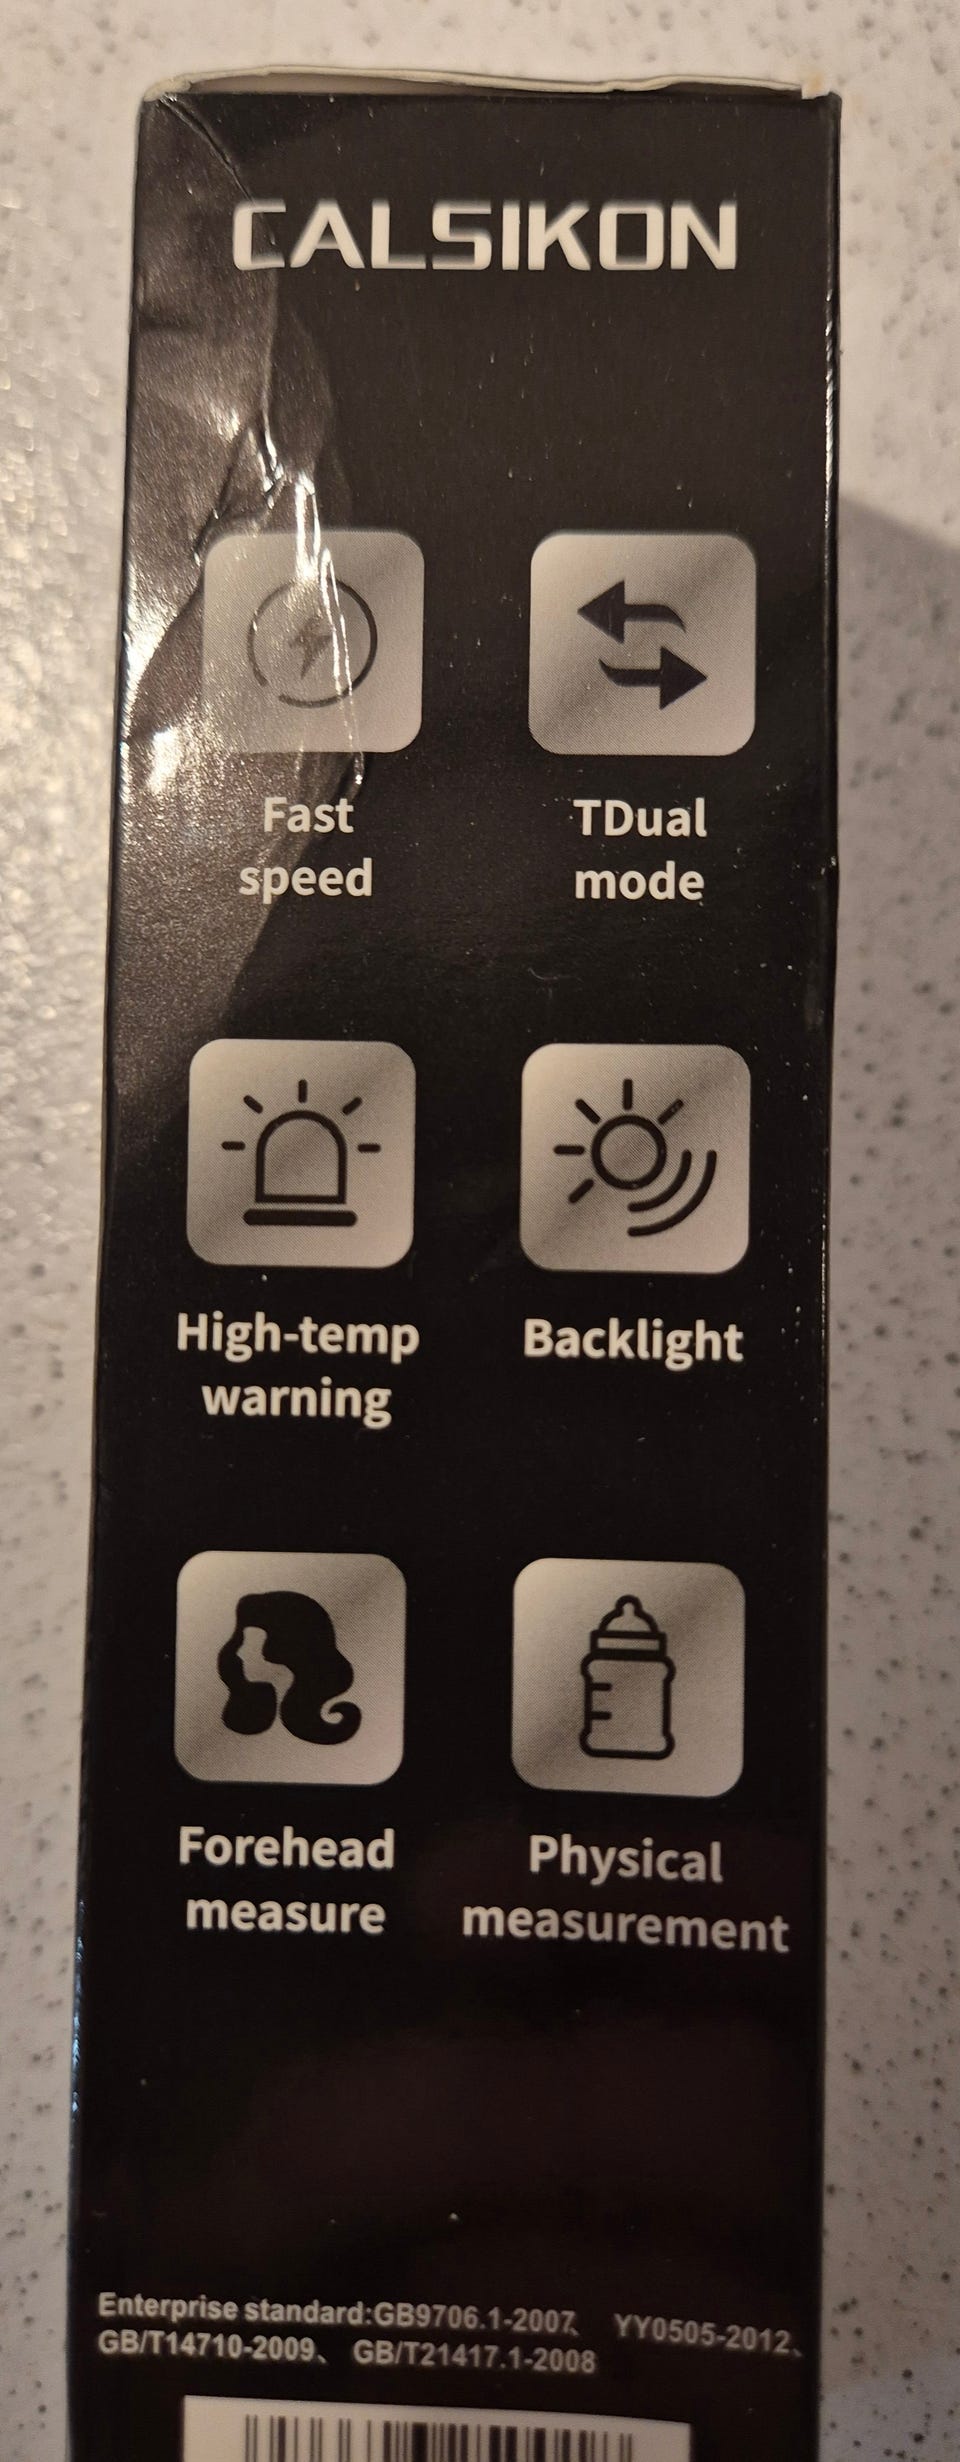 CALSIKON
Fast
speed
TDual
mode
High-temp
warning
Backlight
Forehead
measure
Physical
measurement
Enterprise standard:GB9706.1-2007、 YY0505-2012、
GB/T14710-2009、 GB/T21417.1-2008